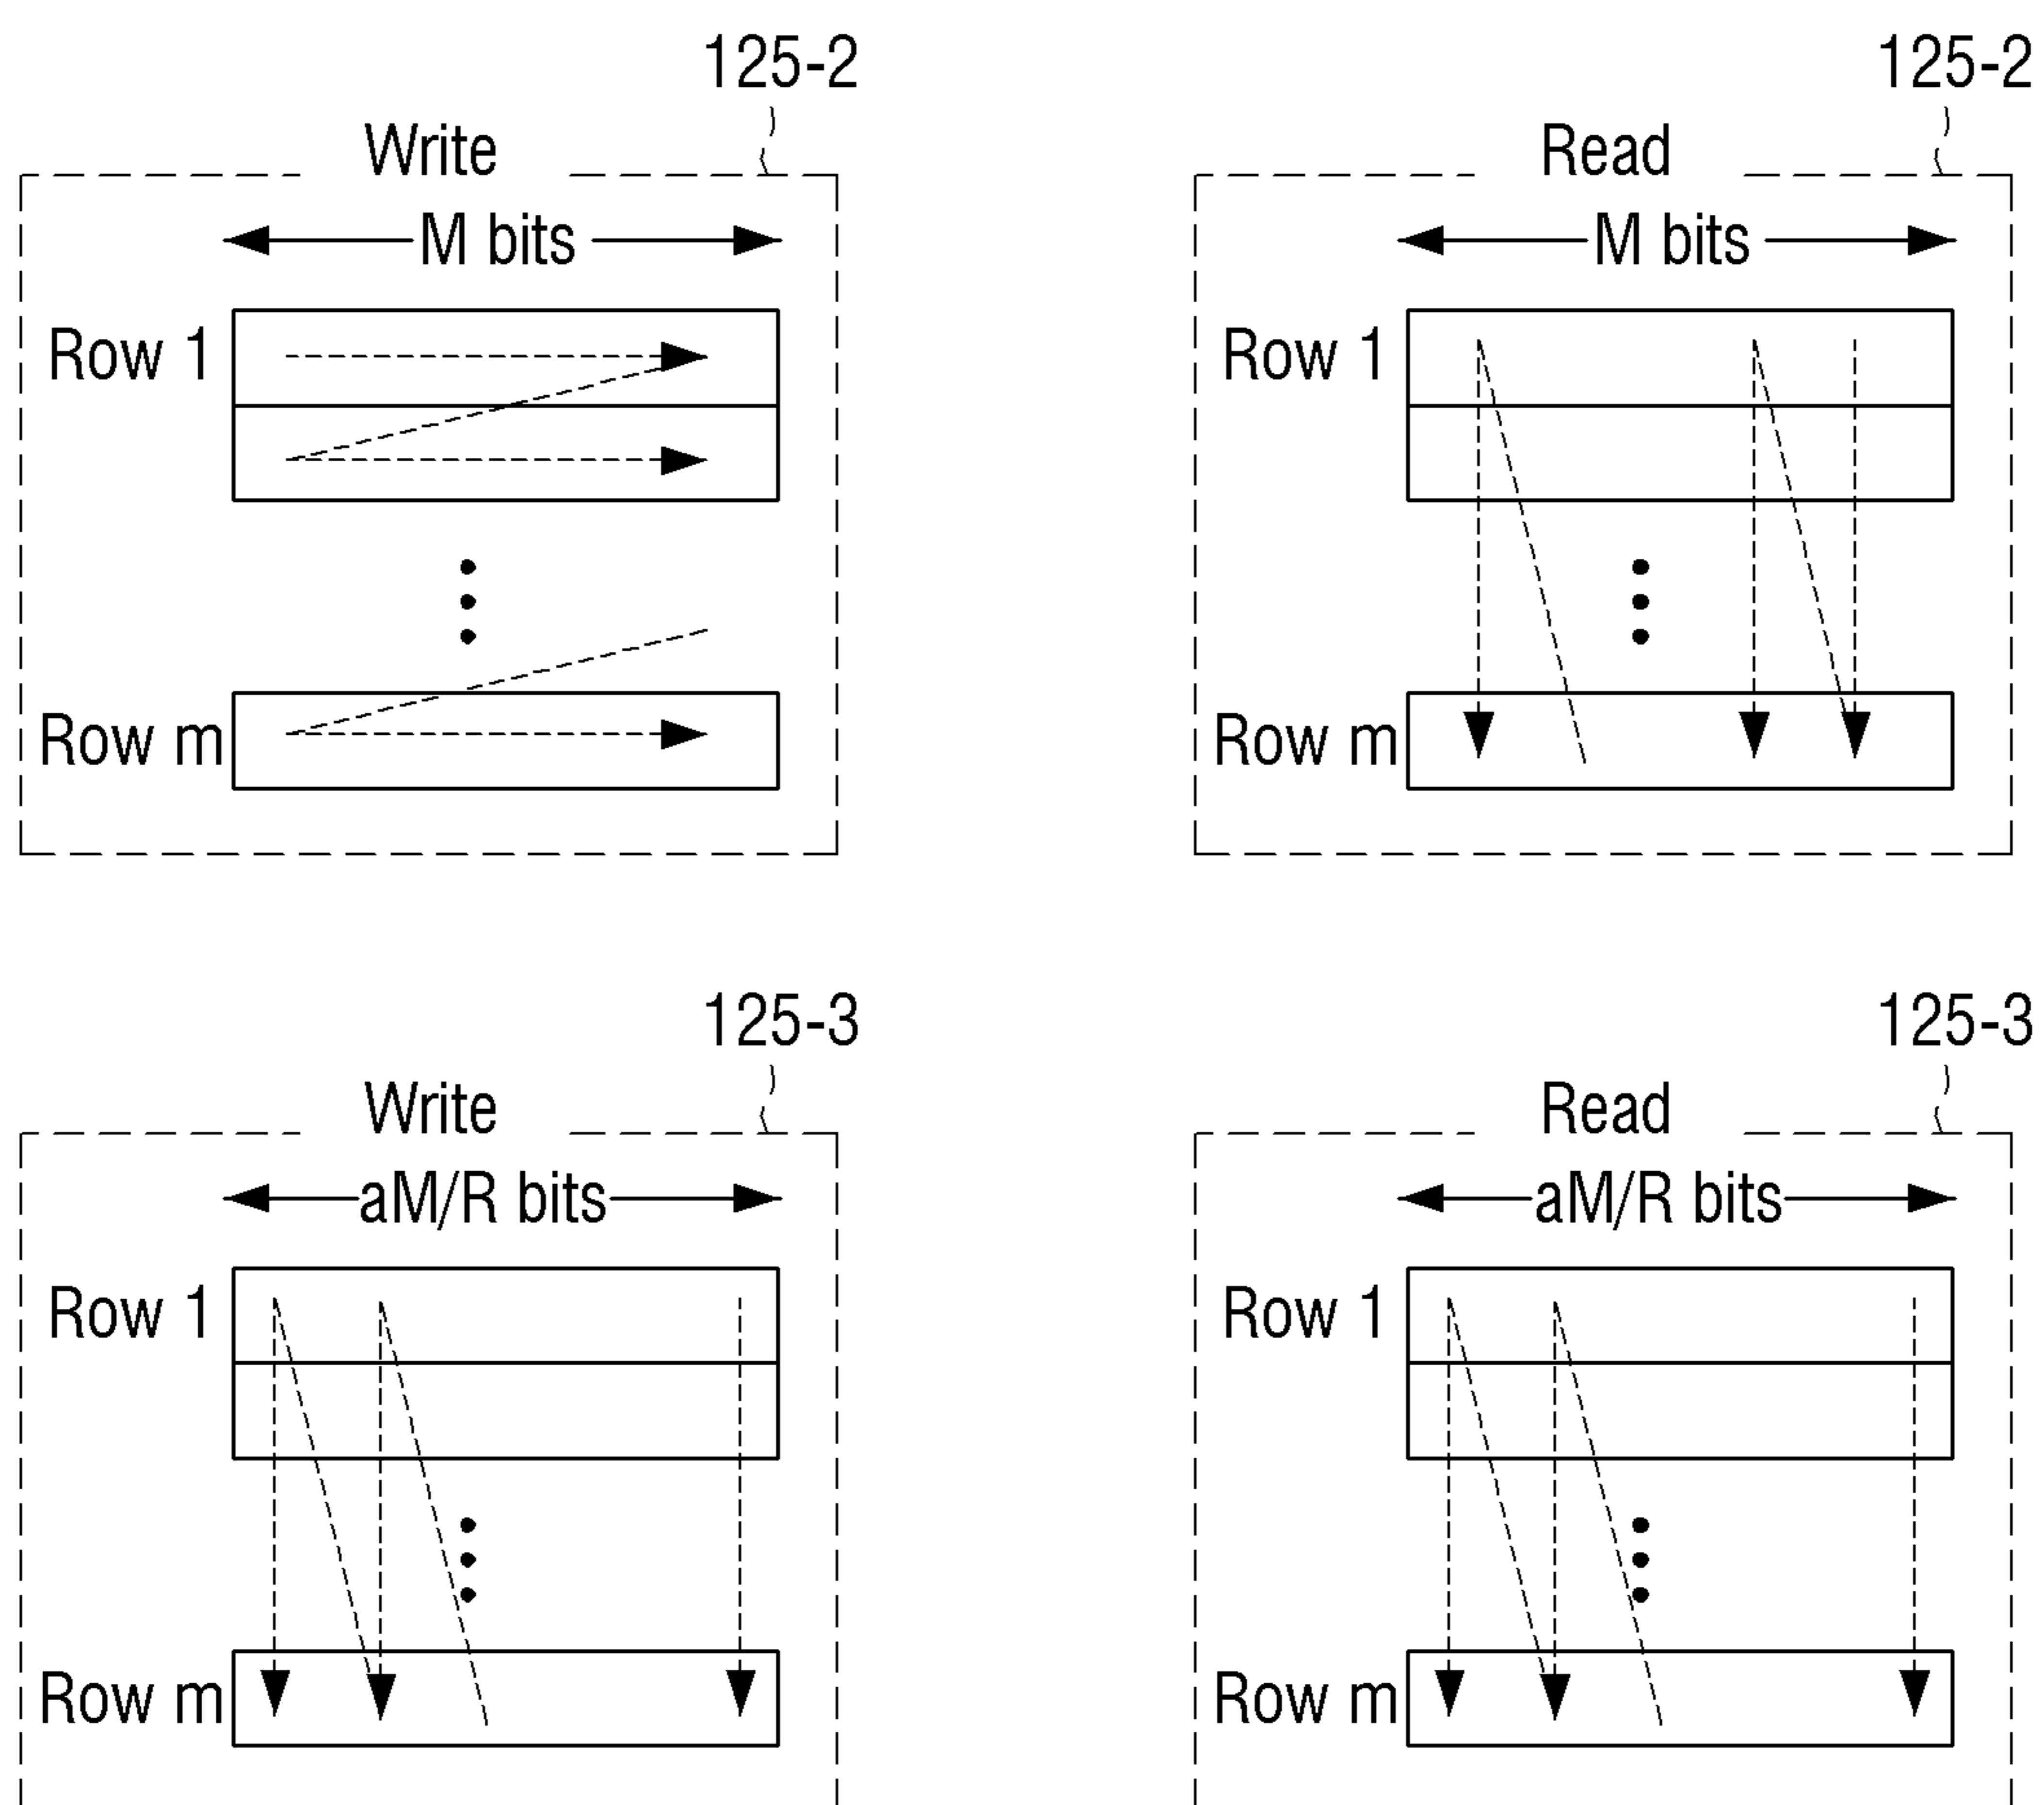 125-2
Write
M bits
Row 1
Row m
125-2
Read
M bits
Row 1
Row m
125-3
Write
aM/R bits
Row 1
Row m
125-3
Read
aM/R bits
Row 1
Row m